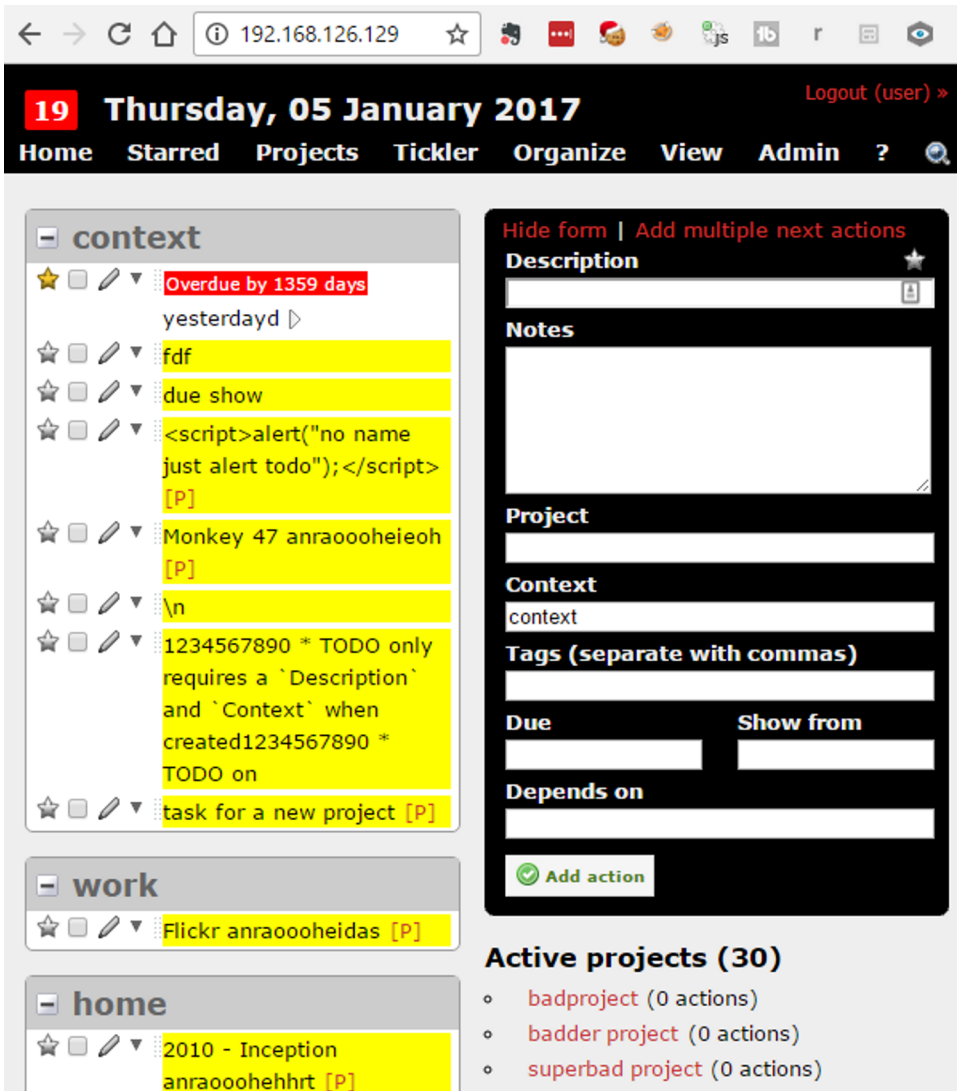 192.168.126.129
js
r
Logout (user) »
19 Thursday, 05 January 2017
Home Starred Projects Tickler Organize View Admin ?
context
Overdue by 1359 days
yesterdayd
fdf
due show
<script>alert("no name
just alert todo");</script>
[P]
Monkey 47 anraoooheieoh
[P]
\n
1234567890 * TODO only
requires a `Description`
and `Context` when
created1234567890 *
TODO on
task for a new project [P]
work
Flickr anraoooheidas [P]
home
2010 - Inception
anraooohehhrt [P]
Hide form | Add multiple next actions
Description
Notes
Project
Context
context
Tags (separate with commas)
Due Show from
Depends on
Add action
Active projects (30)
badproject (0 actions)
badder project (0 actions)
superbad project (0 actions)